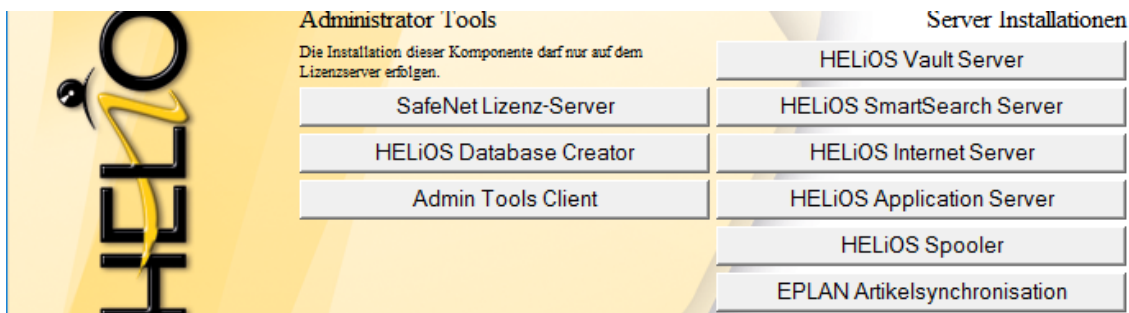 HELiO
Administrator Tools
Die Installation dieser Komponente darf nur auf dem
Lizenzserver erfolgen.
SafeNet Lizenz-Server
HELiOS Database Creator
Admin Tools Client
Server Installationen
HELiOS Vault Server
HELiOS SmartSearch Server
HELiOS Internet Server
HELiOS Application Server
HELiOS Spooler
EPLAN Artikelsynchronisation